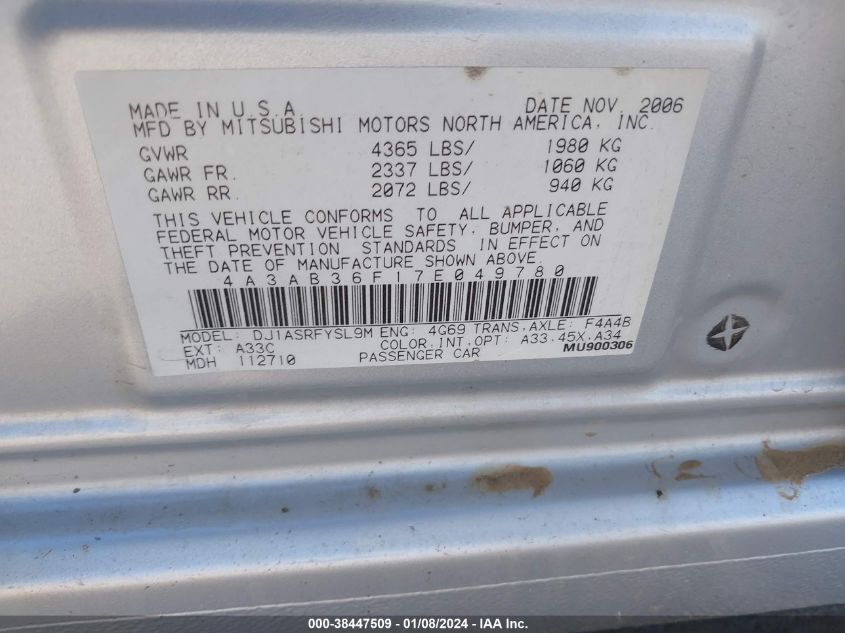 MADE IN U.S.A. DATE NOV. 2006
MFD BY MITSUBISHI MOTORS NORTH AMERICA, INC.
GVWR 4365 LBS/ 1980 KG
GAWR FR. 2337 LBS/ 1060 KG
GAWR RR. 2072 LBS/ 940 KG
THIS VEHICLE CONFORMS TO ALL APPLICABLE
FEDERAL MOTOR VEHICLE SAFETY, BUMPER, AND
THEFT PREVENTION STANDARDS IN EFFECT ON
THE DATE OF MANUFACTURE SHOWN ABOVE.
4A3AB36F17E049780
MODEL: DJ1ASRFYSL9M ENG: 4G69 TRANS,AXLE: F4A4B
EXT: A33C COLOR,INT,OPT: A33,45X,A34
MDH 112710 PASSENGER CAR MU900306
000-38447509 - 01/08/2024 - IAA Inc.